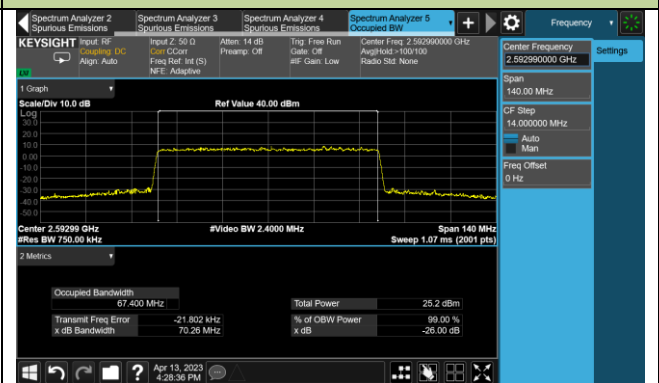 Spectrum Analyzer 2
Spurious Emissions
Spectrum Analyzer 3
Spurious Emissions
Spectrum Analyzer 4
Spurious Emissions
Spectrum Analyzer 5
Occupied BW
Frequency
KEYSIGHT
Input: RF
Coupling: DC
Align: Auto
Input Z: 50 Ω
Corr CCorr
Freq Ref: Int (S)
NFE: Adaptive
Atten: 14 dB
Preamp: Off
Trig: Free Run
Gate: Off
#IF Gain: Low
Center Freq: 2.592990000 GHz
Avg|Hold:>100/100
Radio Std: None
LW
Center Frequency
2.592990000 GHz
Settings
Span
140.00 MHz
CF Step
14.000000 MHz
Auto
Man
Freq Offset
0 Hz
1 Graph
Scale/Div 10.0 dB
Ref Value 40.00 dBm
Log
30.0
20.0
10.0
0.00
-10.0
-20.0
-30.0
-40.0
-50.0
Center 2.59299 GHz
#Video BW 2.4000 MHz
Span 140 MHz
#Res BW 750.00 kHz
Sweep 1.07 ms (2001 pts)
2 Metrics
Occupied Bandwidth
67.400 MHz
Total Power
25.2 dBm
Transmit Freq Error
-21.802 kHz
% of OBW Power
99.00 %
x dB Bandwidth
70.26 MHz
x dB
-26.00 dB
Apr 13, 2023
4:28:36 PM